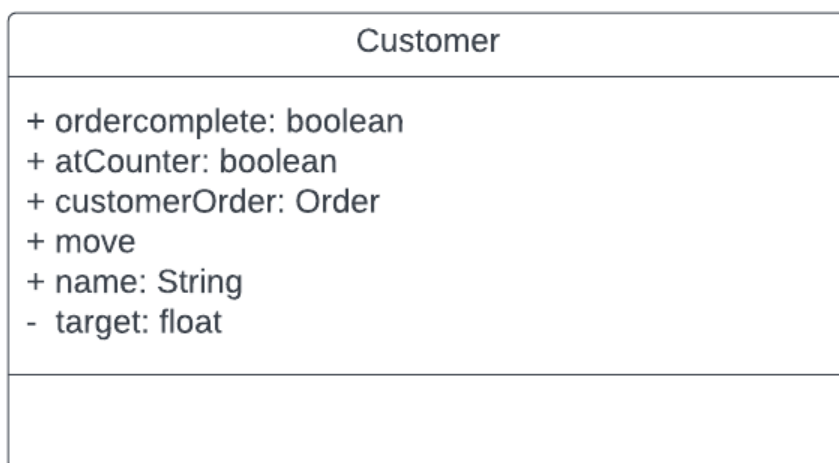 Customer
+ ordercomplete: boolean
+ atCounter: boolean
+ customerOrder: Order
+ move
+ name: String
- target: float